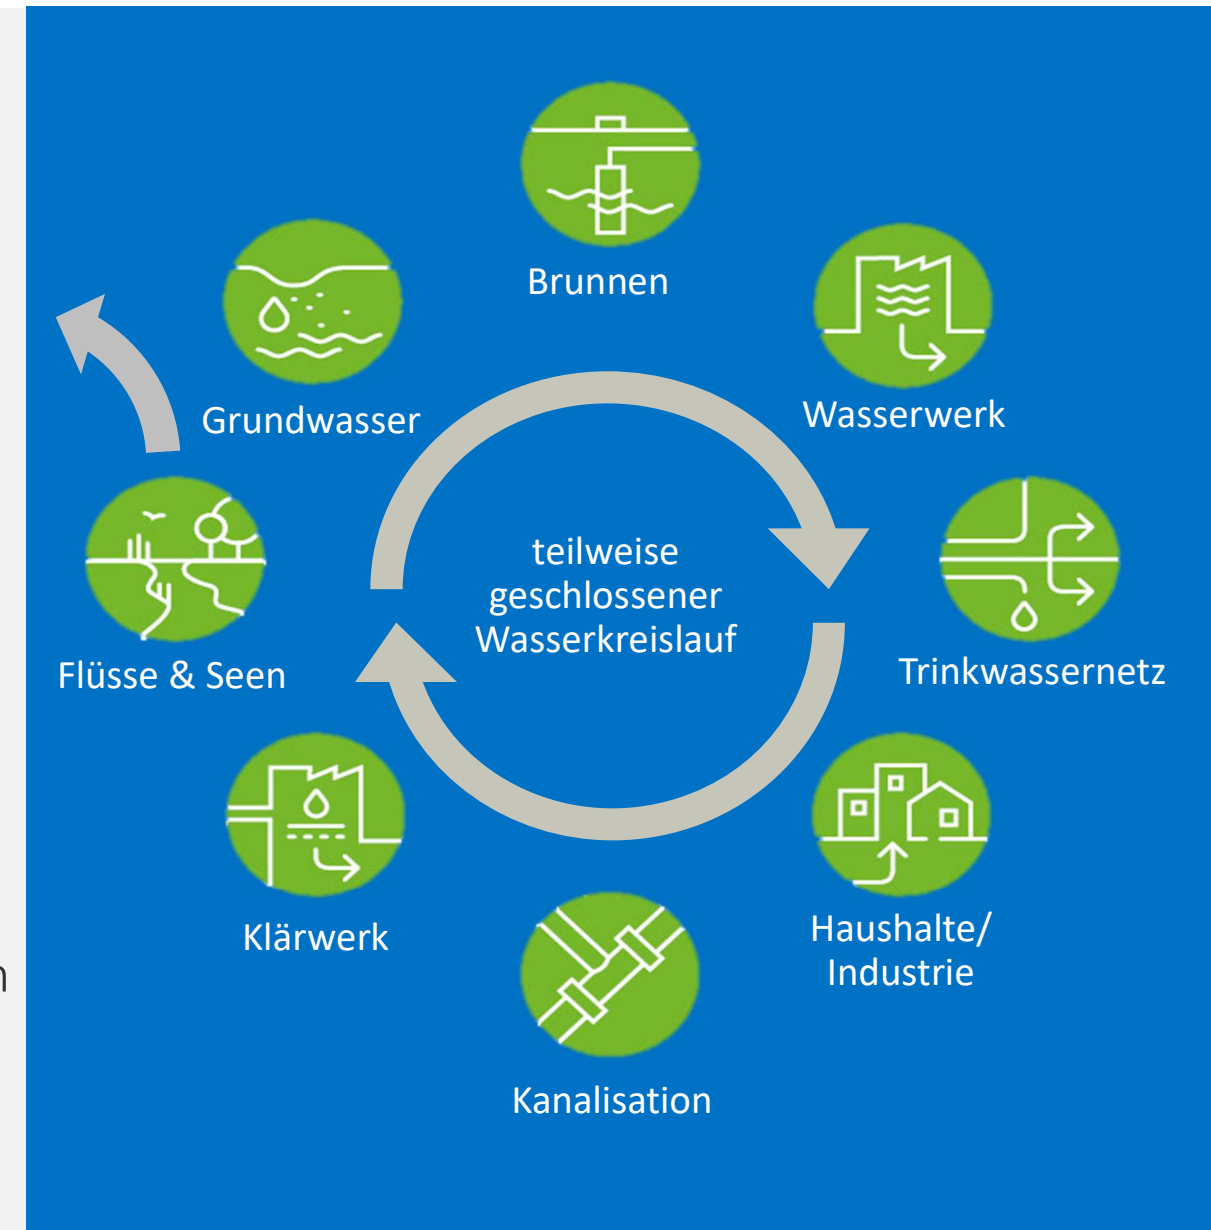 Brunnen
Grundwasser
Wasserwerk
teilweise
geschlossener
Wasserkreislauf
Flüsse & Seen
Trinkwassernetz
Klärwerk
Haushalte/
Industrie
Kanalisation